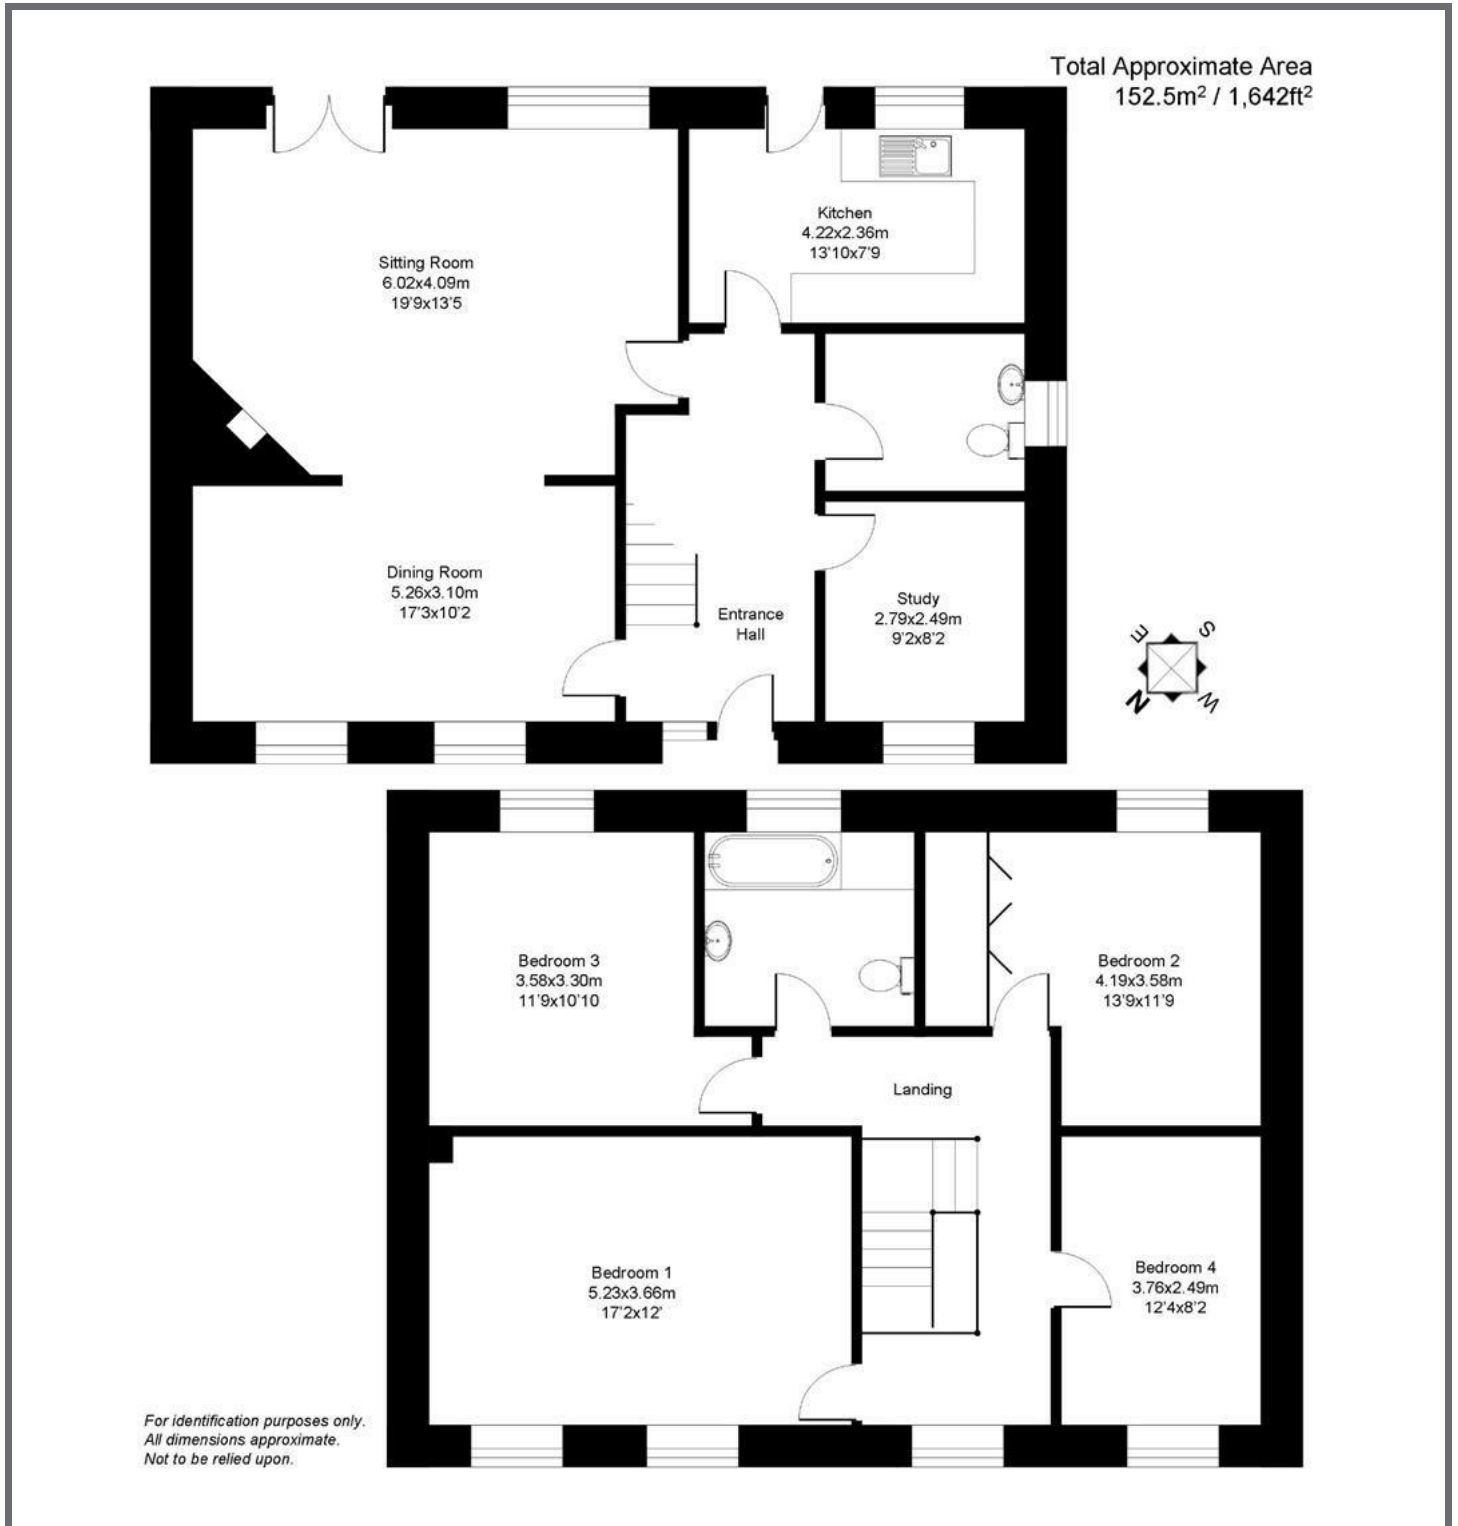 Total Approximate Area
152.5m² / 1,642ft²
Kitchen
4.22x2.36m
13'10x7'9
Sitting Room
6.02x4.09m
19'9x13'5
Dining Room
5.26x3.10m
17'3x10'2
Entrance
Hall
Study
2.79x2.49m
9'2x8'2
E
S
N
W
Bedroom 3
3.58x3.30m
11'9x10'10
Bedroom 2
4.19x3.58m
13'9x11'9
Landing
Bedroom 1
5.23x3.66m
17'2x12'
Bedroom 4
3.76x2.49m
12'4x8'2
For identification purposes only.
All dimensions approximate.
Not to be relied upon.